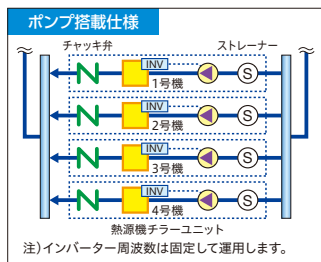 ポンプ搭載仕様
チャッキ弁 ストレーナー
INV
S
1号機
INV
S
2号機
INV
S
3号機
INV
S
4号機
熱源機チラーユニット
注)インバーター周波数は固定して運用します。